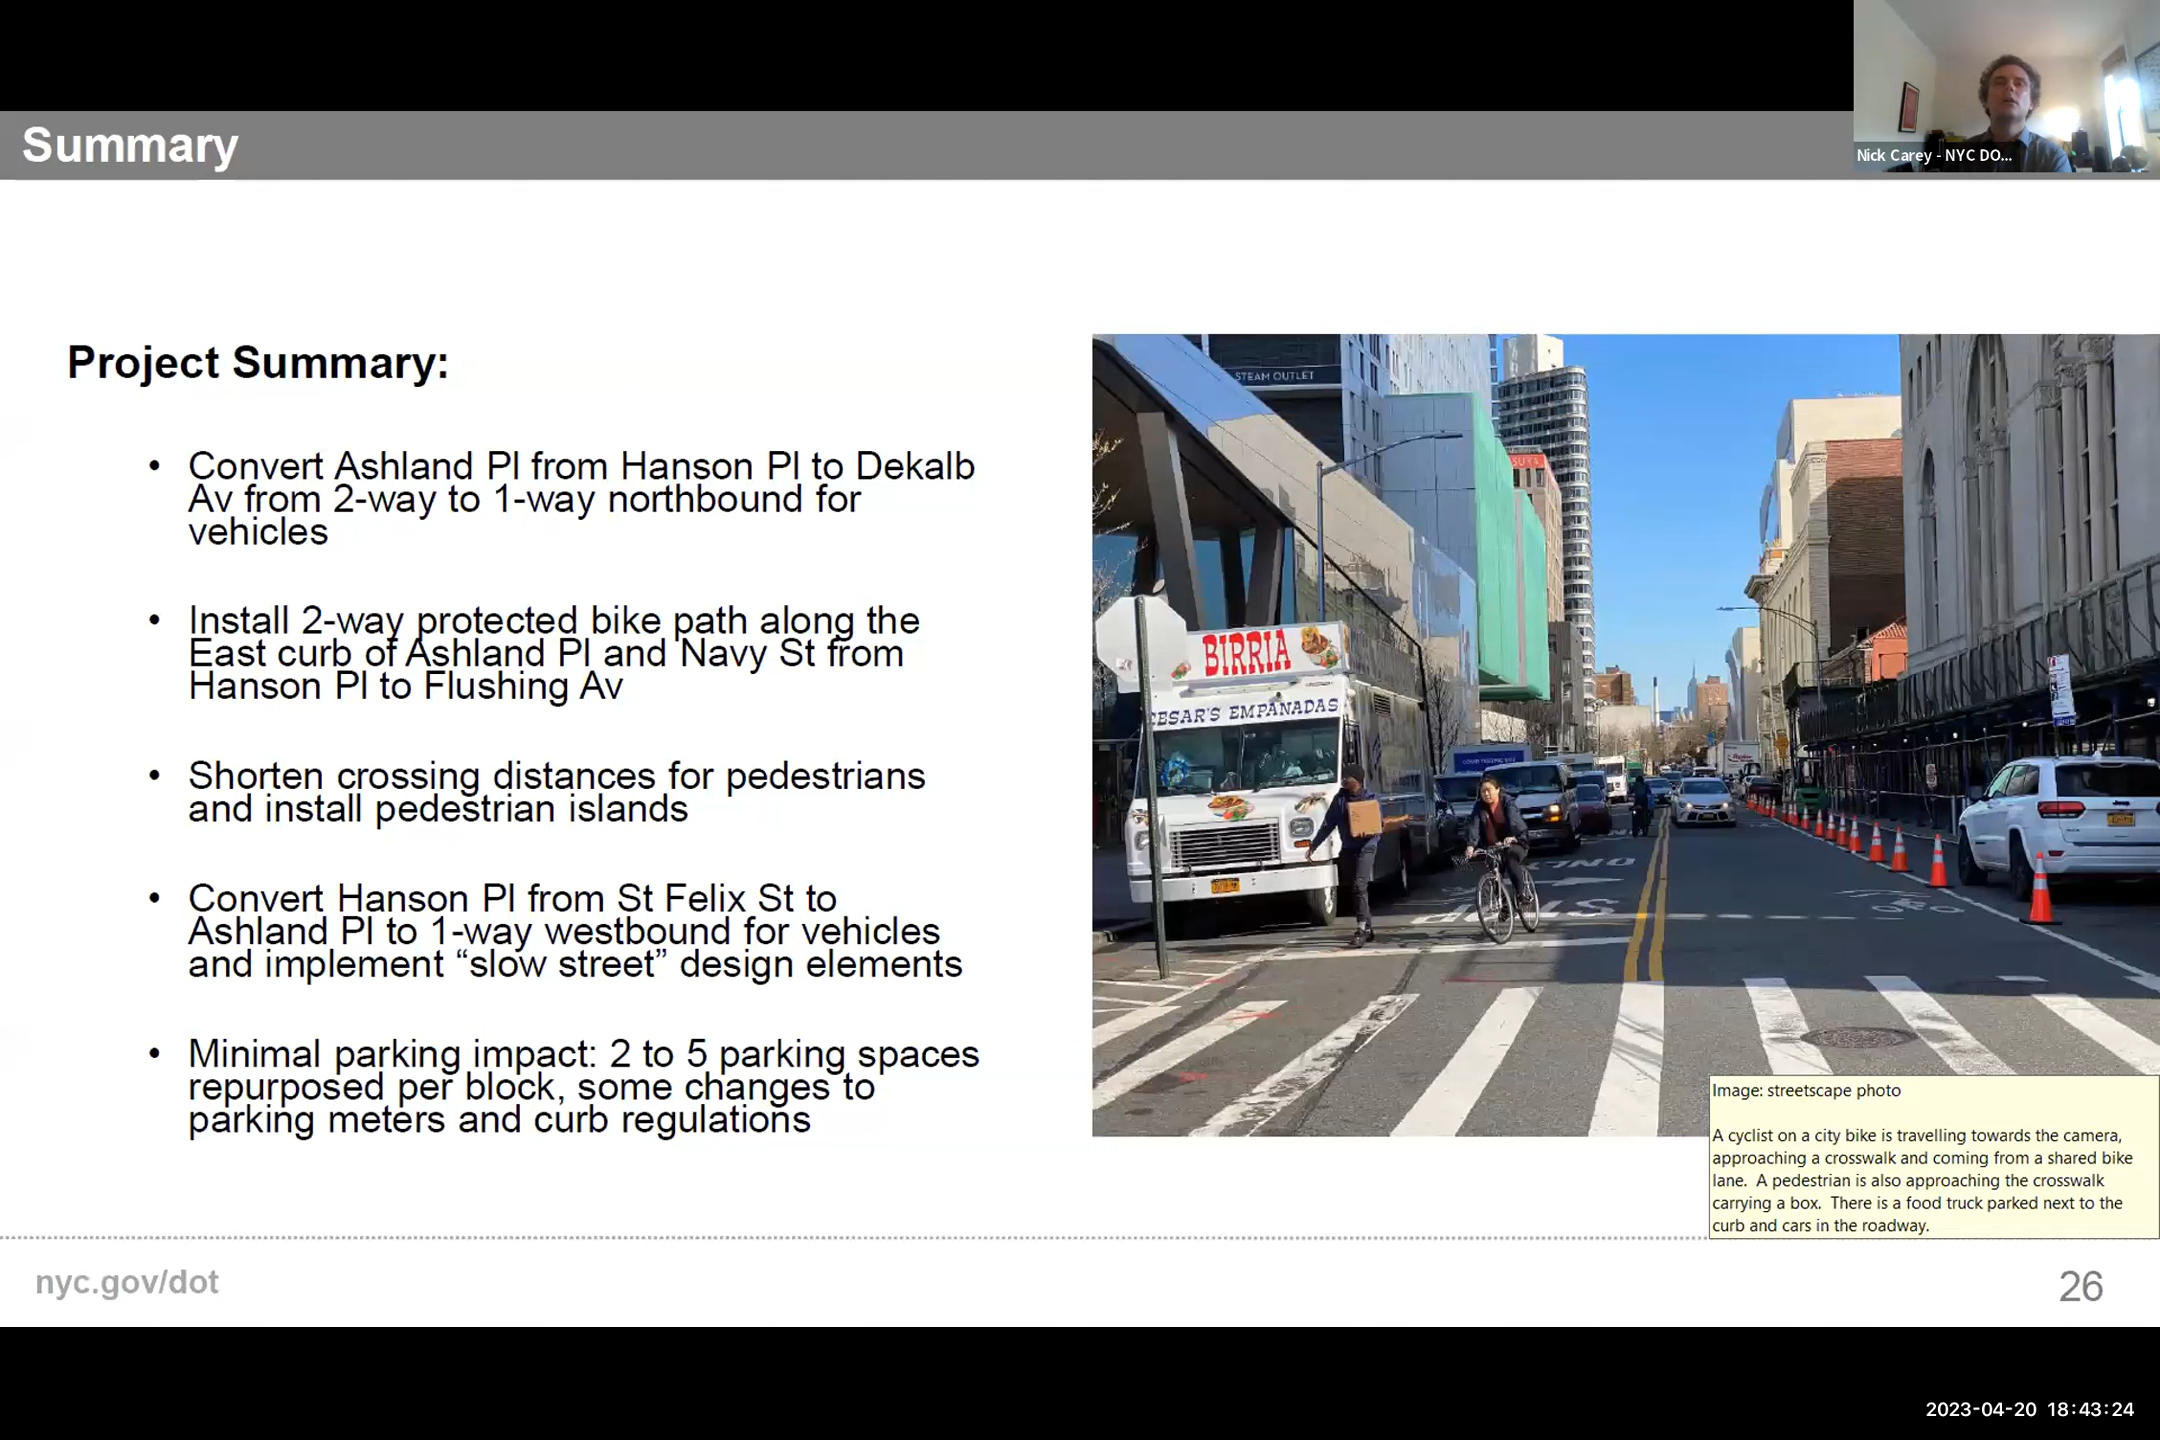 Summary
Nick Carey - NYC DO...
Project Summary:
• Convert Ashland Pl from Hanson Pl to Dekalb
Av from 2-way to 1-way northbound for
vehicles
• Install 2-way protected bike path along the
East curb of Ashland Pl and Navy St from
Hanson Pl to Flushing Av
• Shorten crossing distances for pedestrians
and install pedestrian islands
• Convert Hanson Pl from St Felix St to
Ashland Pl to 1-way westbound for vehicles
and implement “slow street” design elements
• Minimal parking impact: 2 to 5 parking spaces
repurposed per block, some changes to
parking meters and curb regulations
STEAM OUTLET
BIRRIA
CESAR'S EMPANADAS
STOP
Image: streetscape photo
A cyclist on a city bike is travelling towards the camera,
approaching a crosswalk and coming from a shared bike
lane.  A pedestrian is also approaching the crosswalk
carrying a box.  There is a food truck parked next to the
curb and cars in the roadway.
nyc.gov/dot
26
2023-04-20 18:43:24